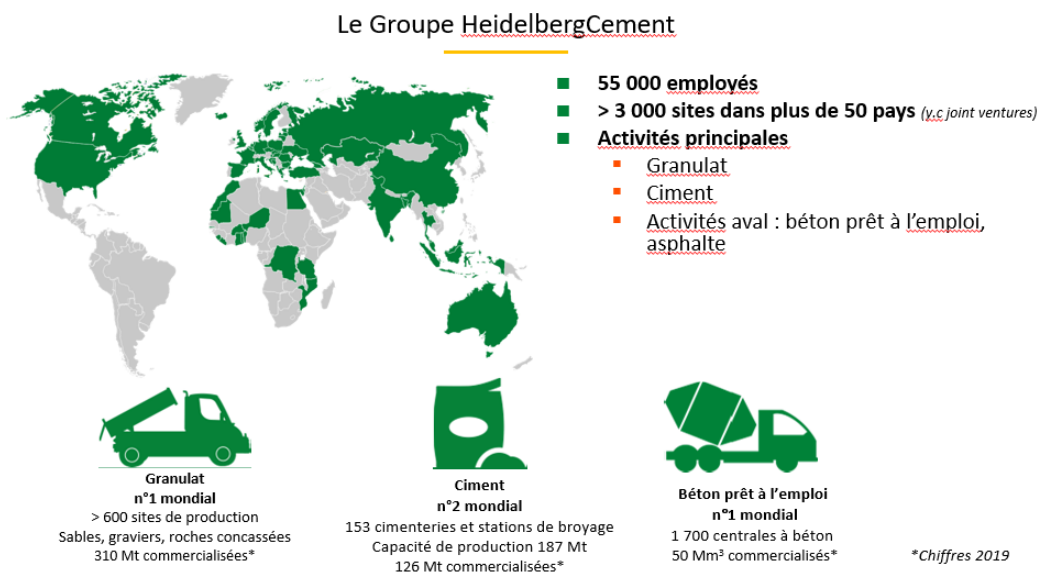 Le Groupe HeidelbergCement
55 000 employés
> 3 000 sites dans plus de 50 pays (y.c joint ventures)
Activités principales
Granulat
Ciment
Activités aval : béton prêt à l’emploi,
asphalte
Granulat
n°1 mondial
> 600 sites de production
Sables, graviers, roches concassées
310 Mt commercialisées*
Ciment
n°2 mondial
153 cimenteries et stations de broyage
Capacité de production 187 Mt
126 Mt commercialisées*
Béton prêt à l’emploi
n°1 mondial
1 700 centrales à béton
50 Mm³ commercialisés*
*Chiffres 2019